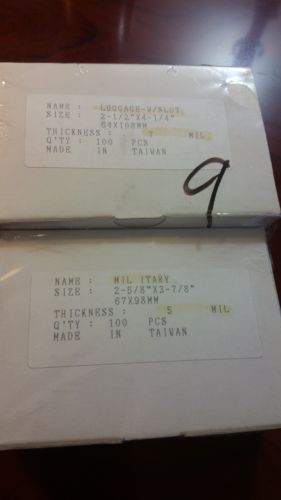 NAME : LUGGAGE-W/SLOT
SIZE : 2-1/2"X4-1/4"
64X108MM
THICKNESS : 7 MIL
Q'TY : 100 PCS
MADE IN TAIWAN
9
NAME : MIL ITARY
SIZE : 2-5/8"X3-7/8"
67X98MM
THICKNESS : 5 MIL
Q'TY : 100 PCS
MADE IN TAIWAN